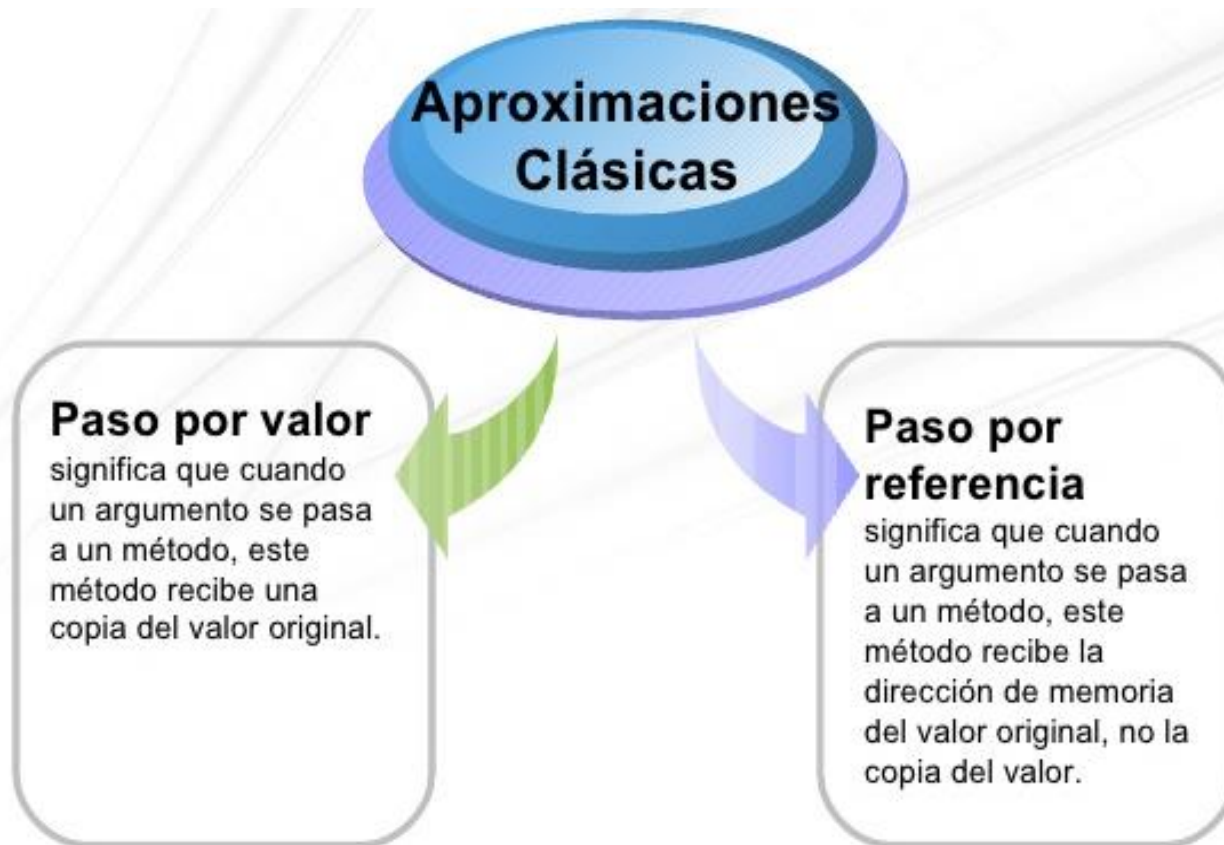 Aproximaciones
Clásicas
Paso por valor
significa que cuando
un argumento se pasa
a un método, este
método recibe una
copia del valor original.
Paso por
referencia
significa que cuando
un argumento se pasa
a un método, este
método recibe la
dirección de memoria
del valor original, no la
copia del valor.